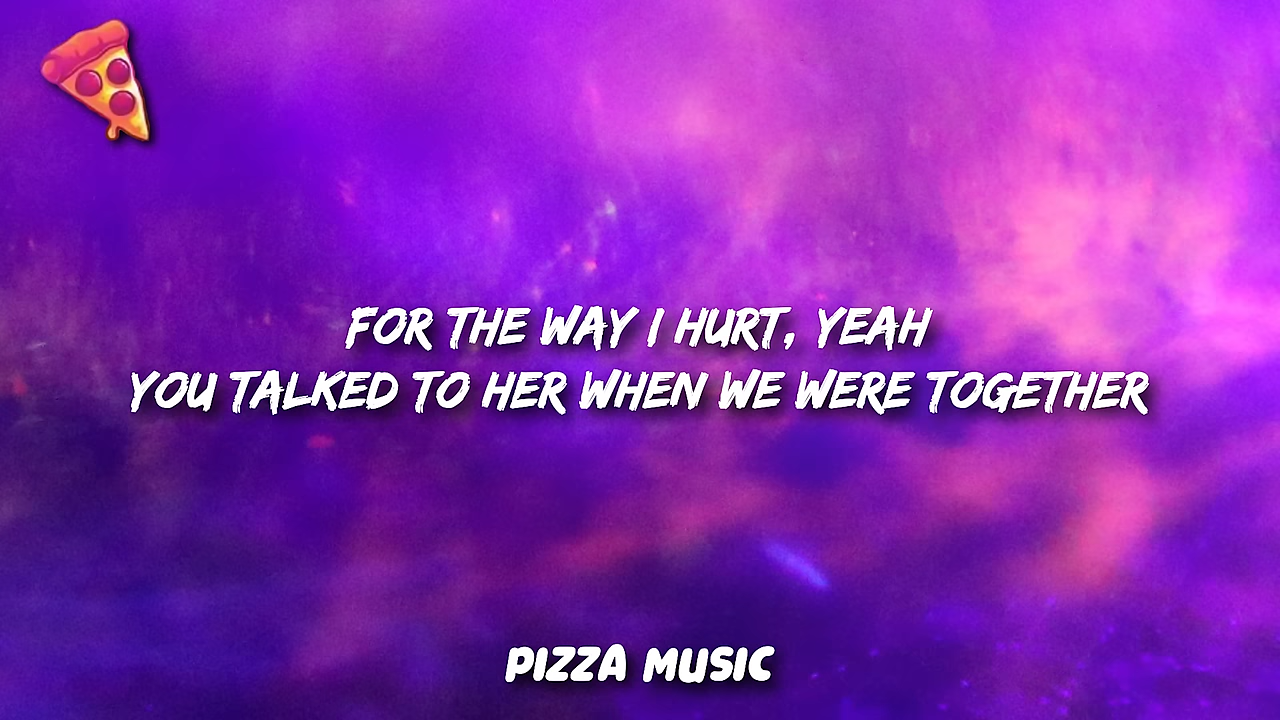 FOR THE WAY I HURT, YEAH
YOU TALKED TO HER WHEN WE WERE TOGETHER
PIZZA MUSIC